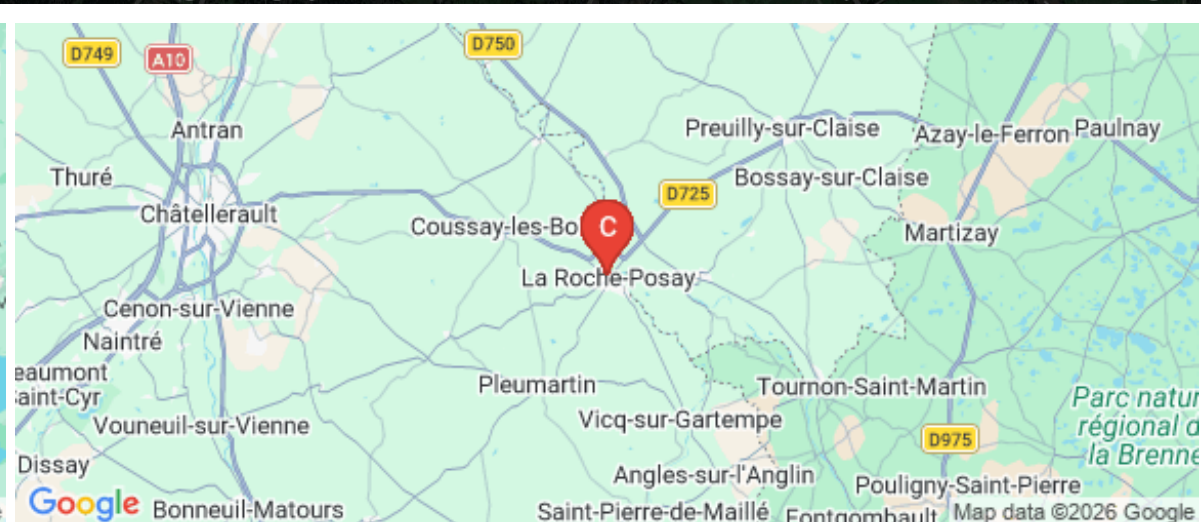 D749
A10
D750
Antran
Preuilly-sur-Claise
Azay-le-Ferron
Paulnay
Thuré
Bossay-sur-Claise
D725
Châtellerault
Coussay-les-Bo
C
Martizay
La Roche-Posay
Cenon-sur-Vienne
Naintré
eaumont
Saint-Cyr
Pleumartin
Tournon-Saint-Martin
Parc natur
régional d
la Brenne
Vouneuil-sur-Vienne
Vicq-sur-Gartempe
D975
Dissay
Angles-sur-l'Anglin
Pouligny-Saint-Pierre
Google
Bonneuil-Matours
Saint-Pierre-de-Maillé
Fontgombault
Map data ©2026 Google